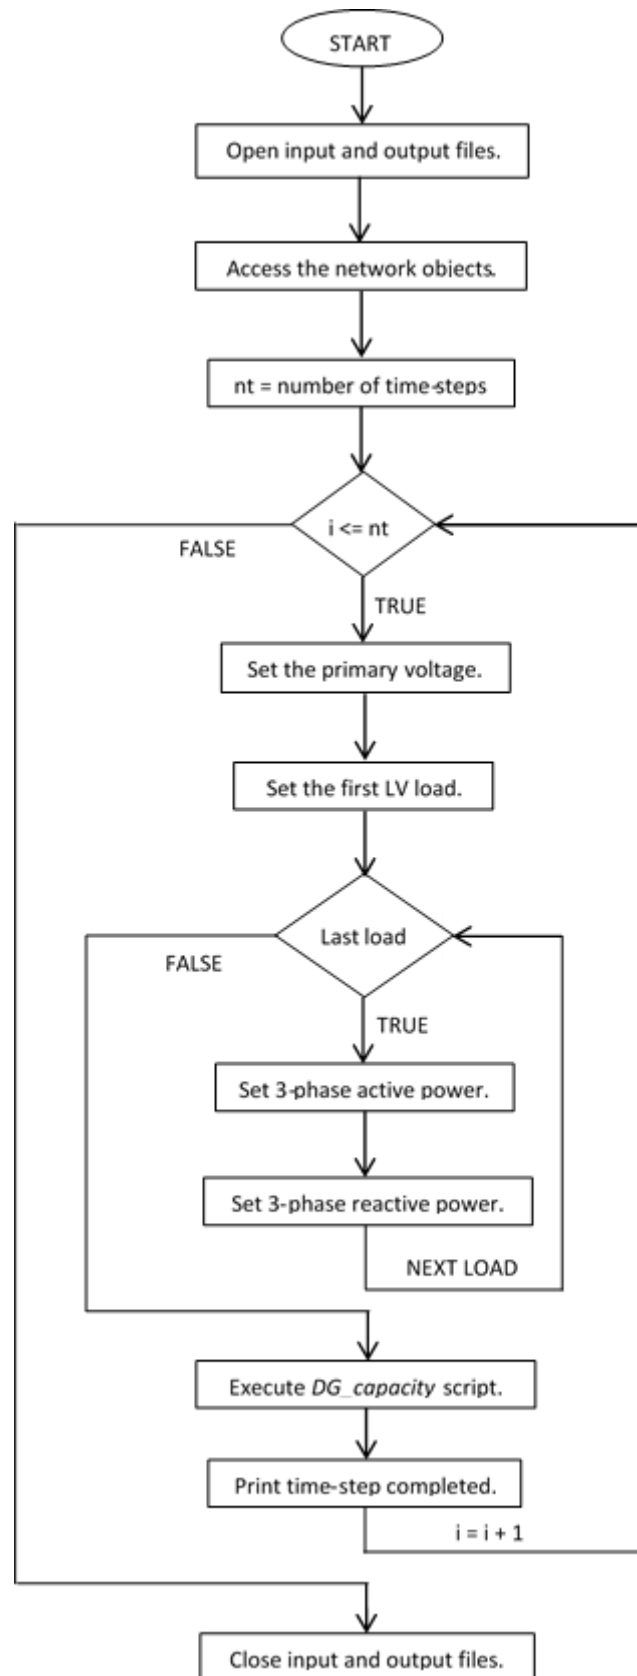 START
Open input and output files.
Access the network objects.
nt = number of time-steps
i <= nt
FALSE
TRUE
Set the primary voltage.
Set the first LV load.
Last load
FALSE
TRUE
Set 3-phase active power.
Set 3-phase reactive power.
NEXT LOAD
Execute DG_capacity script.
Print time-step completed.
i = i + 1
Close input and output files.